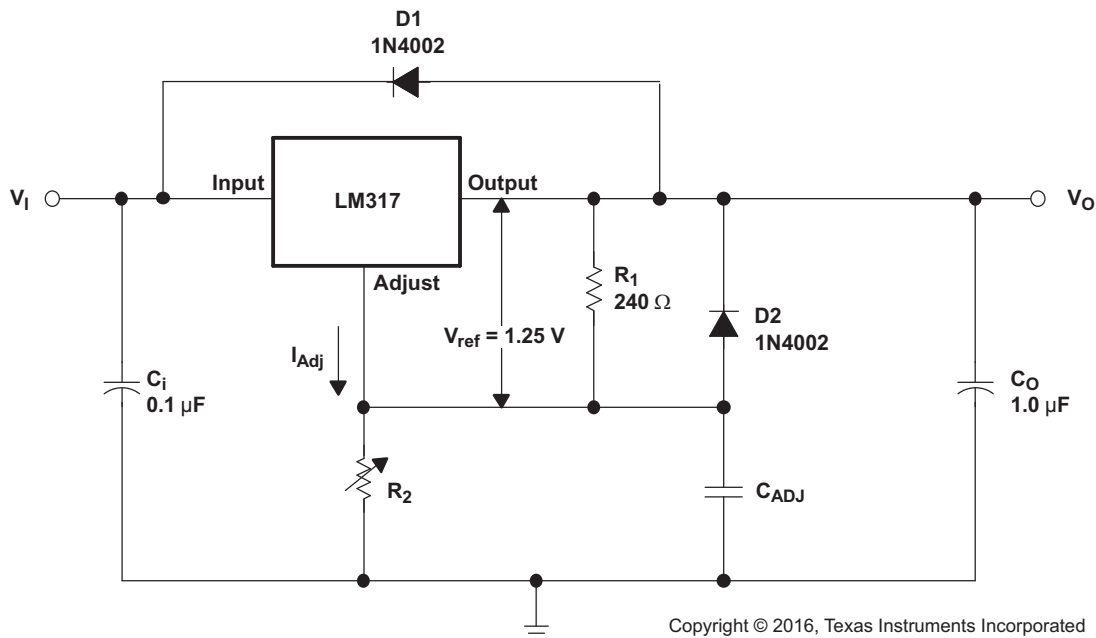 D1
1N4002
Input
LM317
Output
V_I
V_O
Adjust
R_1
240 Ω
D2
1N4002
V_ref = 1.25 V
I_Adj
C_i
0.1 µF
C_O
1.0 µF
R_2
C_ADJ
Copyright © 2016, Texas Instruments Incorporated